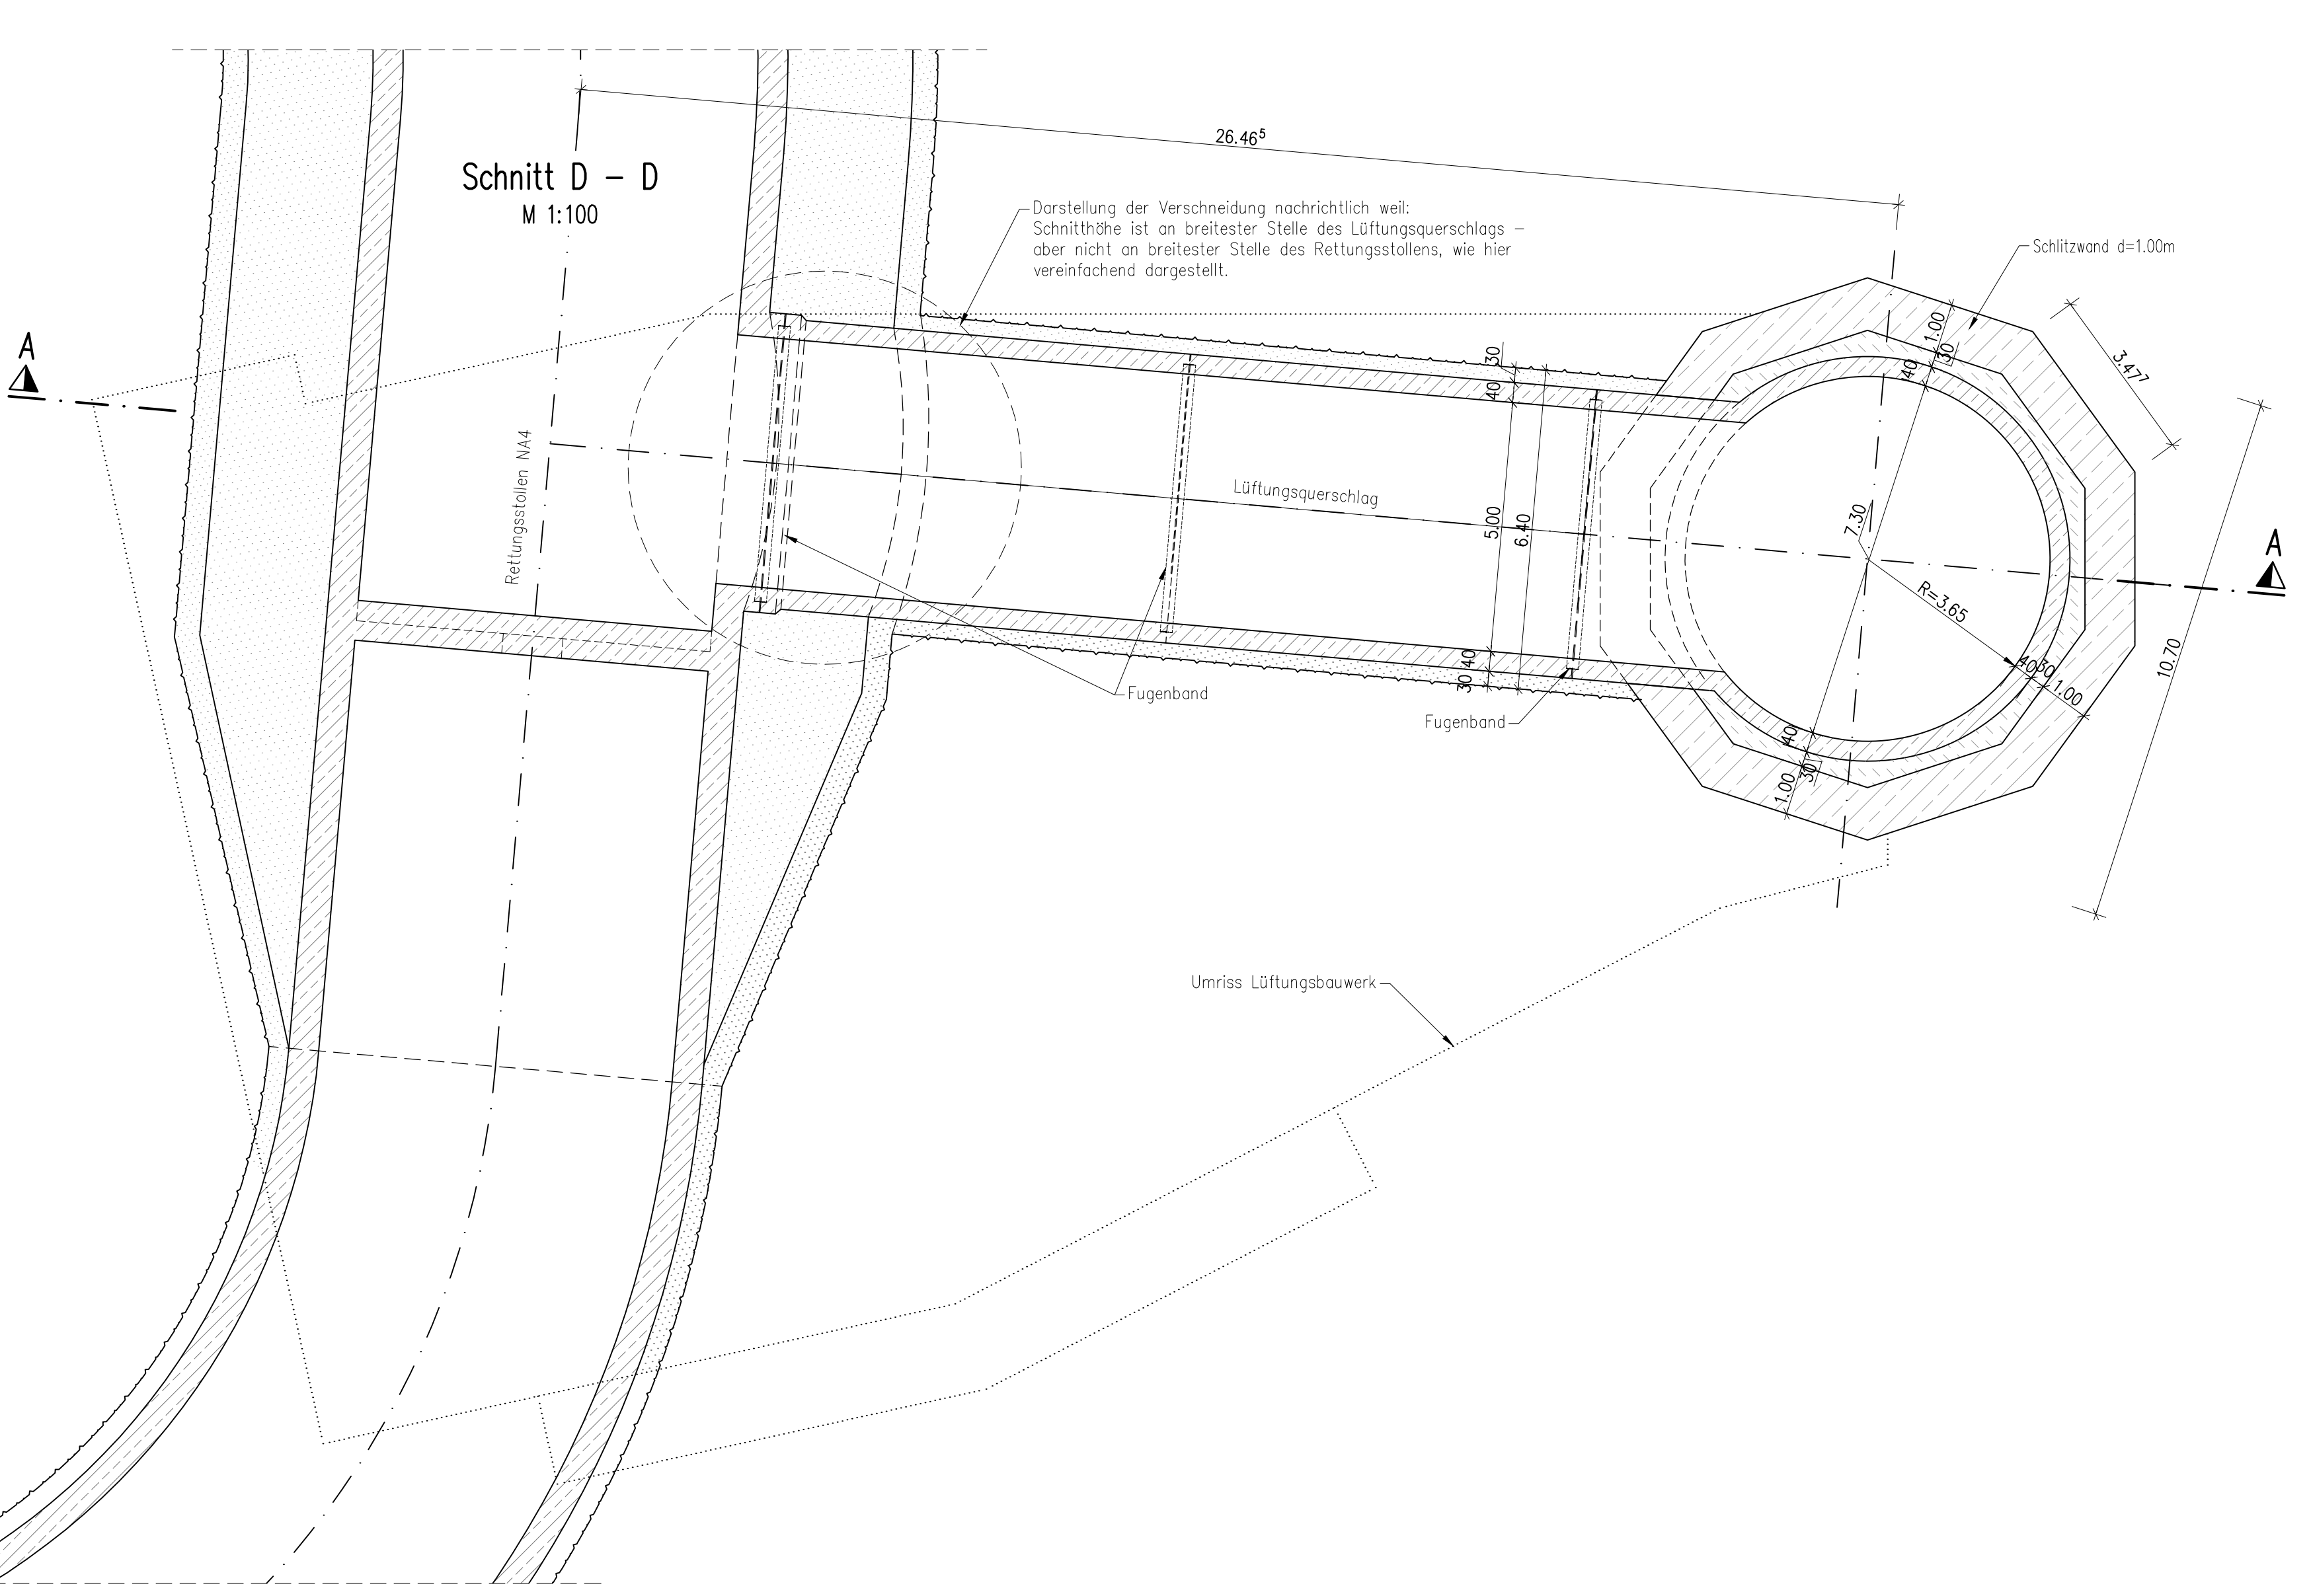 26.46⁵
Schnitt D – D
M 1:100
Darstellung der Verschneidung nachrichtlich weil:
Schnitthöhe ist an breitester Stelle des Lüftungsquerschlags –
aber nicht an breitester Stelle des Rettungsstollens, wie hier
vereinfachend dargestellt.
Schlitzwand d=1.00m
A
A
1.00
30
40
3.47⁷
30
40
Rettungsstollen NA4
Lüftungsquerschlag
5.00
6.40
7.30
R=3.65
40
30
1.00
10.70
40
30
Fugenband
Fugenband
40
30
1.00
Umriss Lüftungsbauwerk